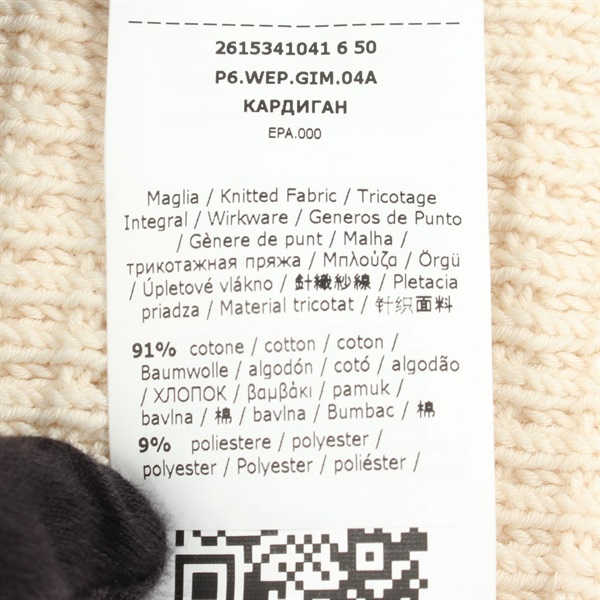 2615341041 6 50
P6.WEP.GIM.04A
КАРДИГАН
EPA.000
Maglia / Knitted Fabric / Tricotage
Integral / Wirkware / Generos de Punto
/ Gènere de punt / Malha /
трикотажная пряжа / Μπλούζα / Örgü
/ Úpletové vlákno / 針織紗線 / Pletacia
priadza / Material tricotat / 针织面料
91% cotone / cotton / coton /
Baumwolle / algodón / cotó / algodão
/ ХЛОПОК / βαμβάκι / pamuk /
bavlna / 棉 / bavlna / Bumbac / 棉
9% poliestere / polyester /
polyester / Polyester / poliéster /